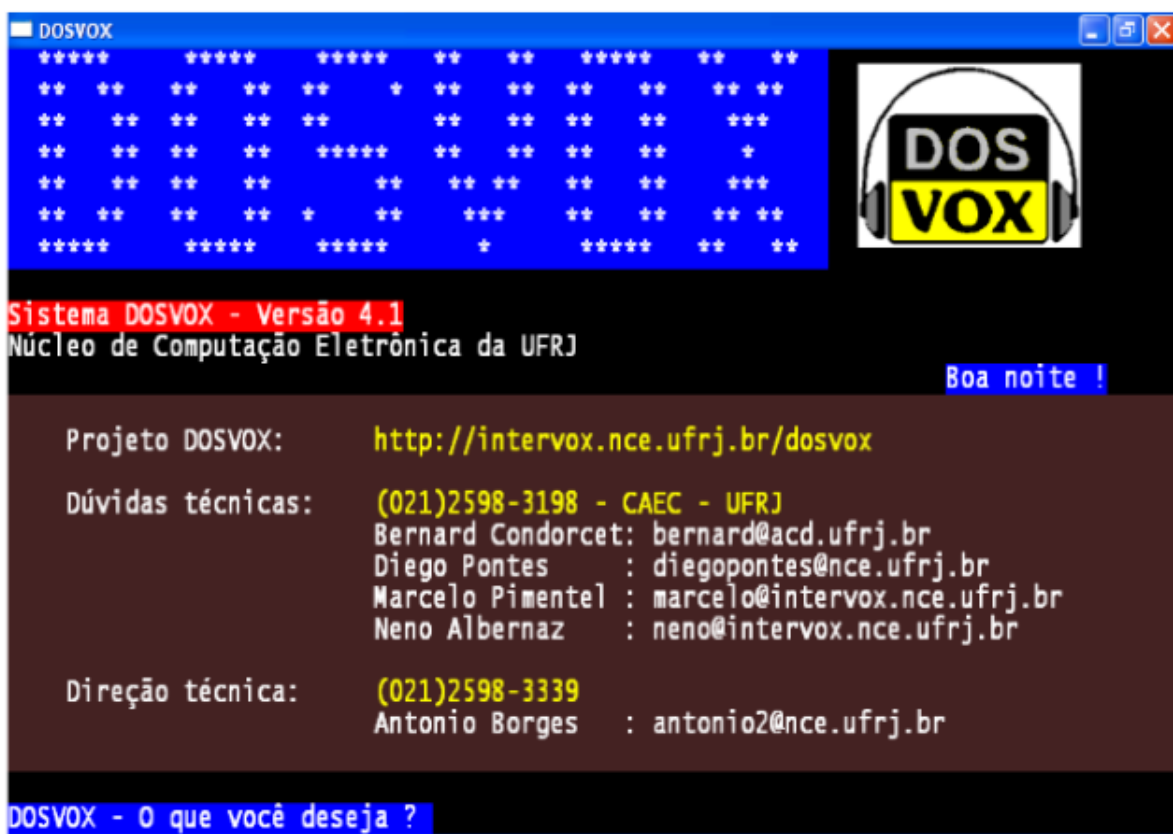 DOSVOX
DOSVOX
DOS
VOX
Sistema DOSVOX - Versão 4.1
Núcleo de Computação Eletrônica da UFRJ
Boa noite !
Projeto DOSVOX: http://intervox.nce.ufrj.br/dosvox
Dúvidas técnicas: (021)2598-3198 - CAEC - UFRJ
Bernard Condorcet: bernard@acd.ufrj.br
Diego Pontes : diegopontes@nce.ufrj.br
Marcelo Pimentel : marcelo@intervox.nce.ufrj.br
Neno Albernaz : neno@intervox.nce.ufrj.br
Direção técnica: (021)2598-3339
Antonio Borges : antonio2@nce.ufrj.br
DOSVOX - O que você deseja ?